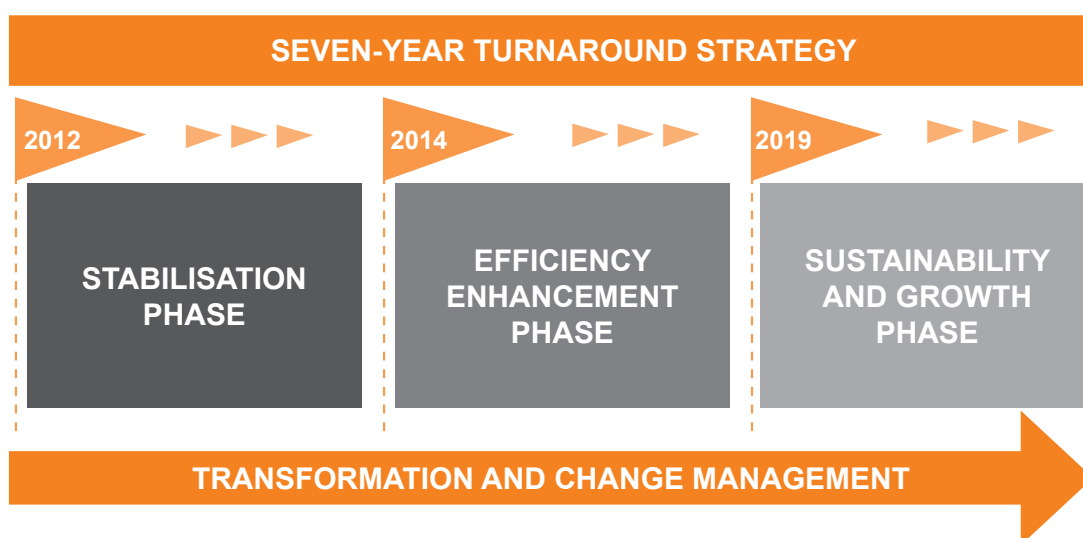 SEVEN-YEAR TURNAROUND STRATEGY
2012
2014
2019
STABILISATION
PHASE
EFFICIENCY
ENHANCEMENT
PHASE
SUSTAINABILITY
AND GROWTH
PHASE
TRANSFORMATION AND CHANGE MANAGEMENT